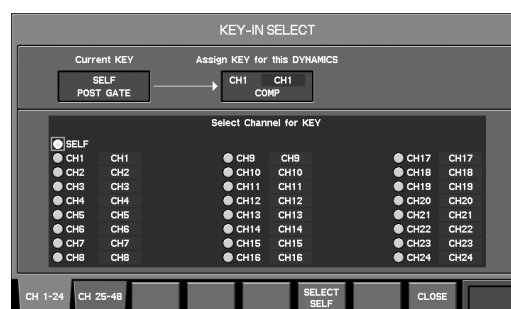 KEY-IN SELECT
Current KEY Assign KEY for this DYNAMICS
SELF CH1 CH1
POST GATE COMP
Select Channel for KEY
SELF
CH1 CH1 CH9 CH9 CH17 CH17
CH2 CH2 CH10 CH10 CH18 CH18
CH3 CH3 CH11 CH11 CH19 CH19
CH4 CH4 CH12 CH12 CH20 CH20
CH5 CH5 CH13 CH13 CH21 CH21
CH6 CH6 CH14 CH14 CH22 CH22
CH7 CH7 CH15 CH15 CH23 CH23
CH8 CH8 CH16 CH16 CH24 CH24
CH 1-24 CH 25-48 SELECT SELF CLOSE